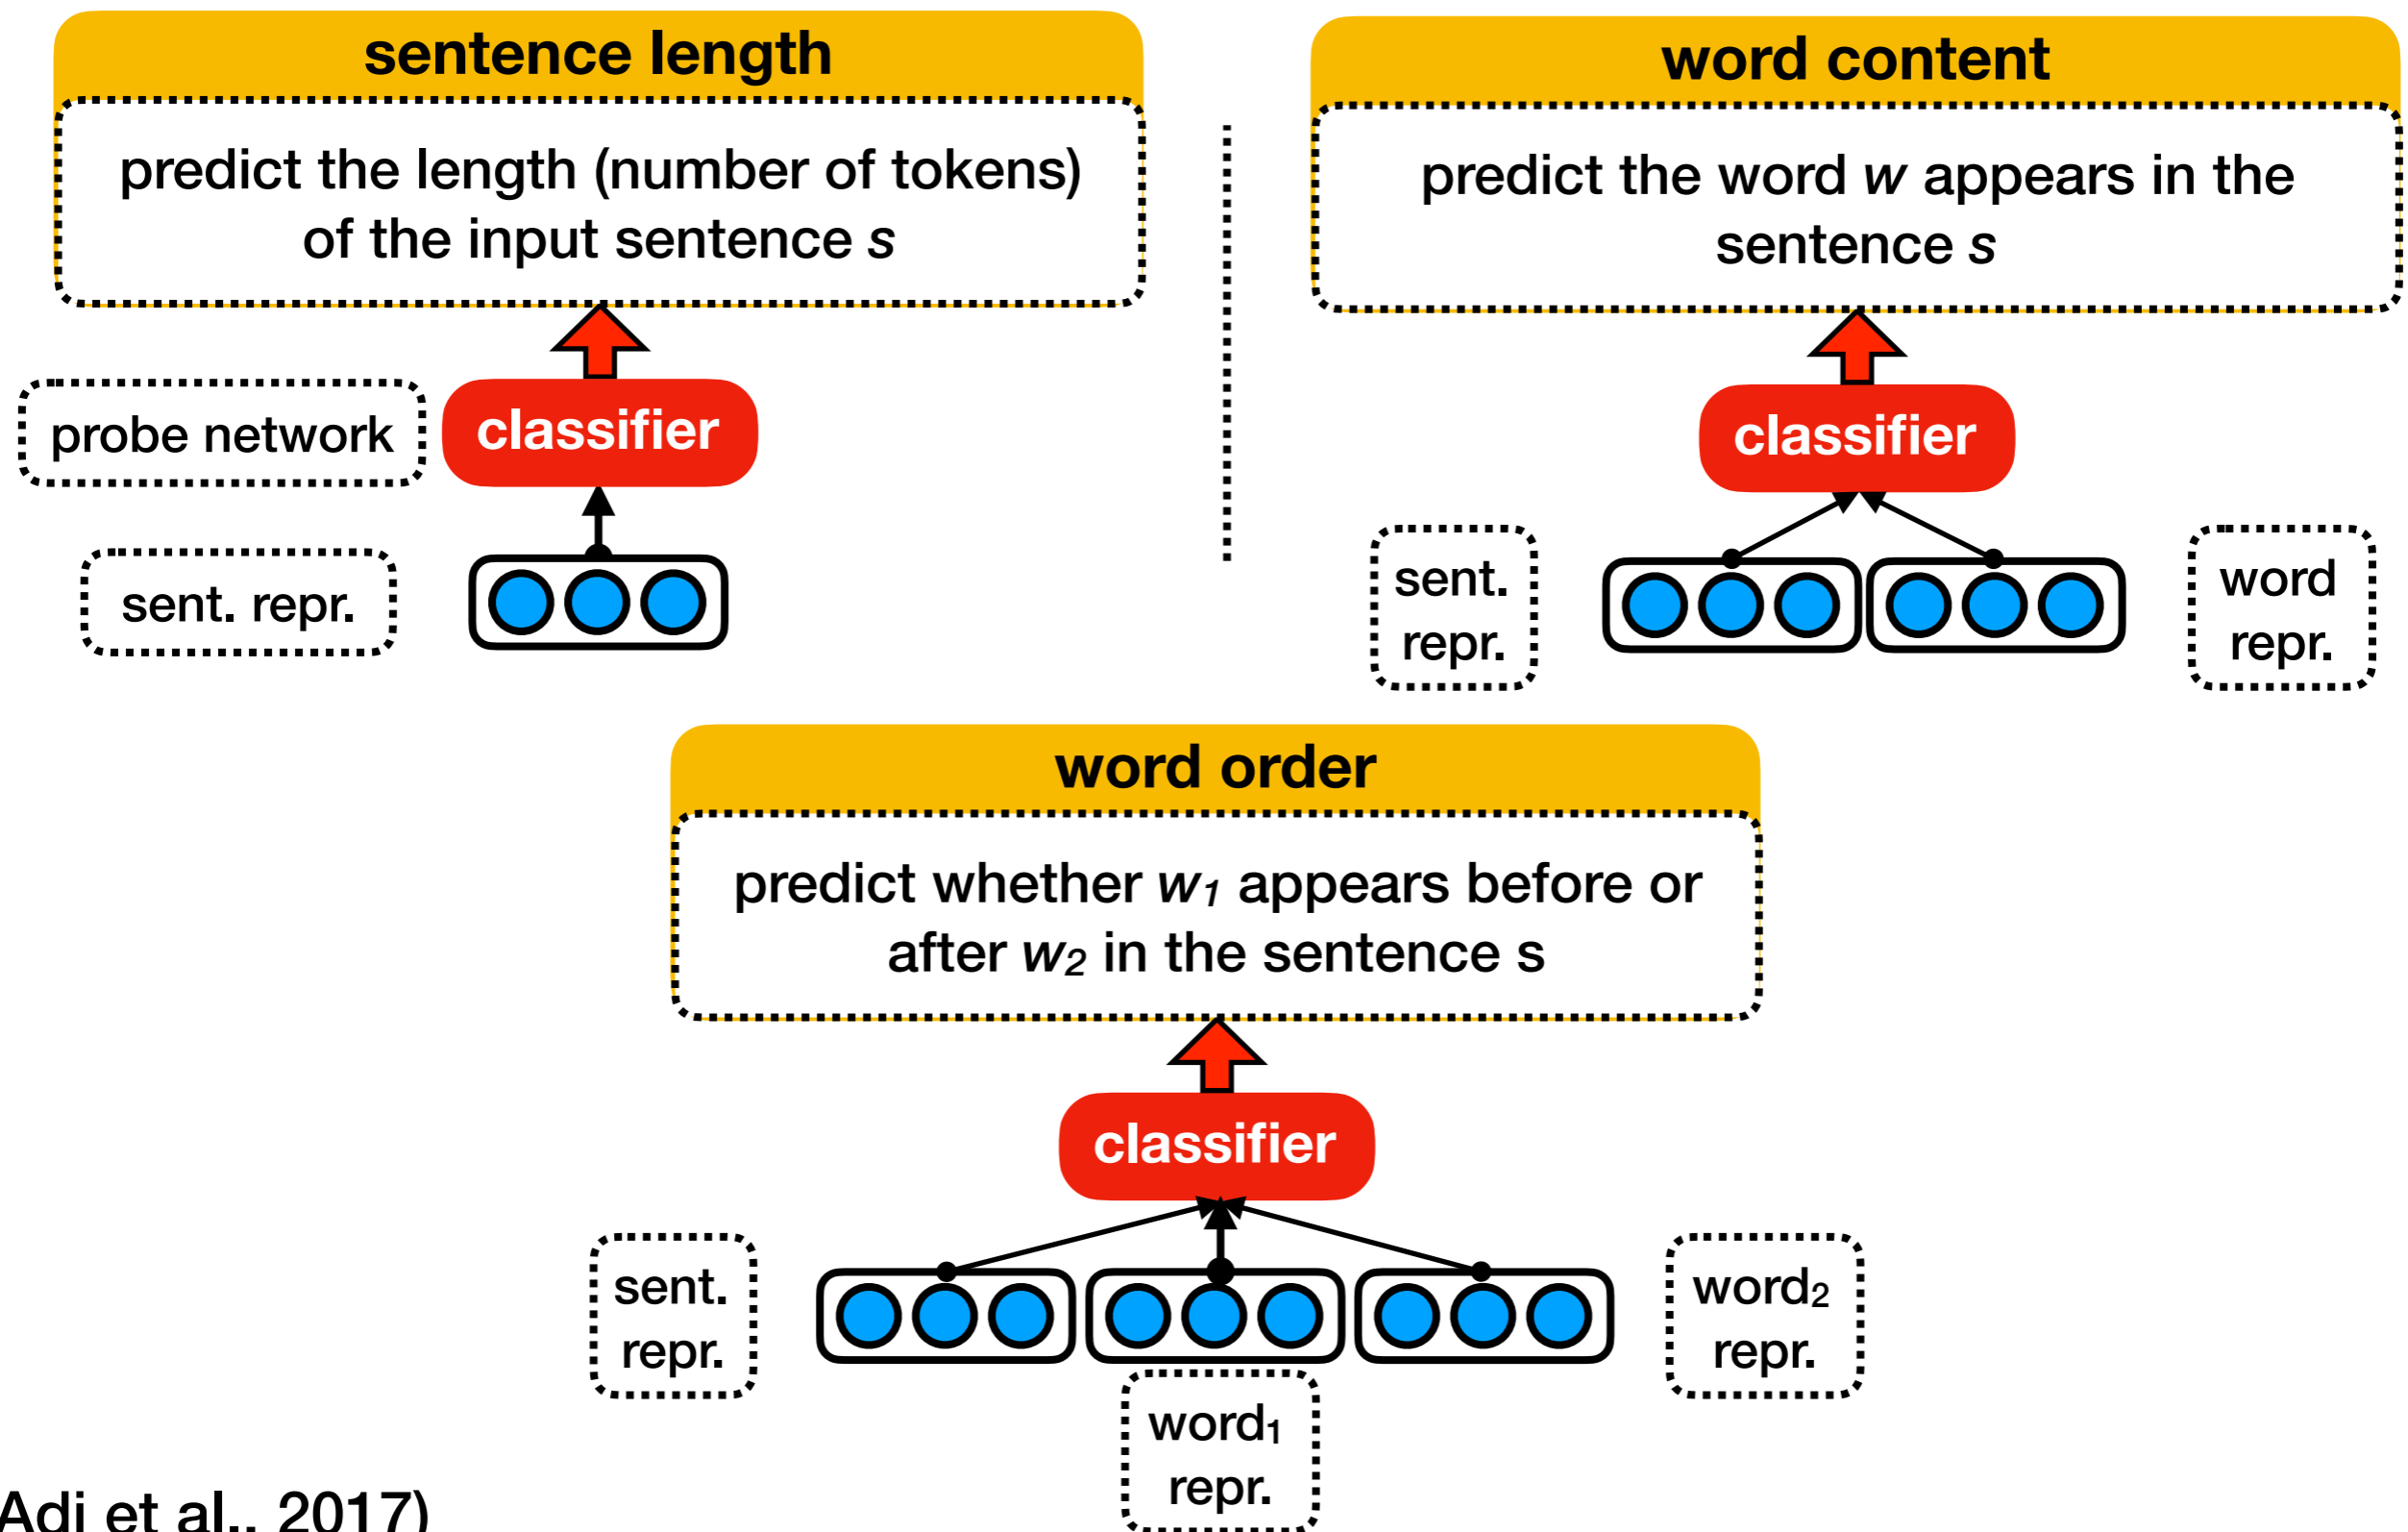 sentence length
predict the length (number of tokens)
of the input sentence s
probe network
classifier
sent. repr.
word content
predict the word w appears in the
sentence s
classifier
sent.
repr.
word
repr.
word order
predict whether w₁ appears before or
after w₂ in the sentence s
classifier
sent.
repr.
word₁
repr.
word₂
repr.
Adi et al., 2017)